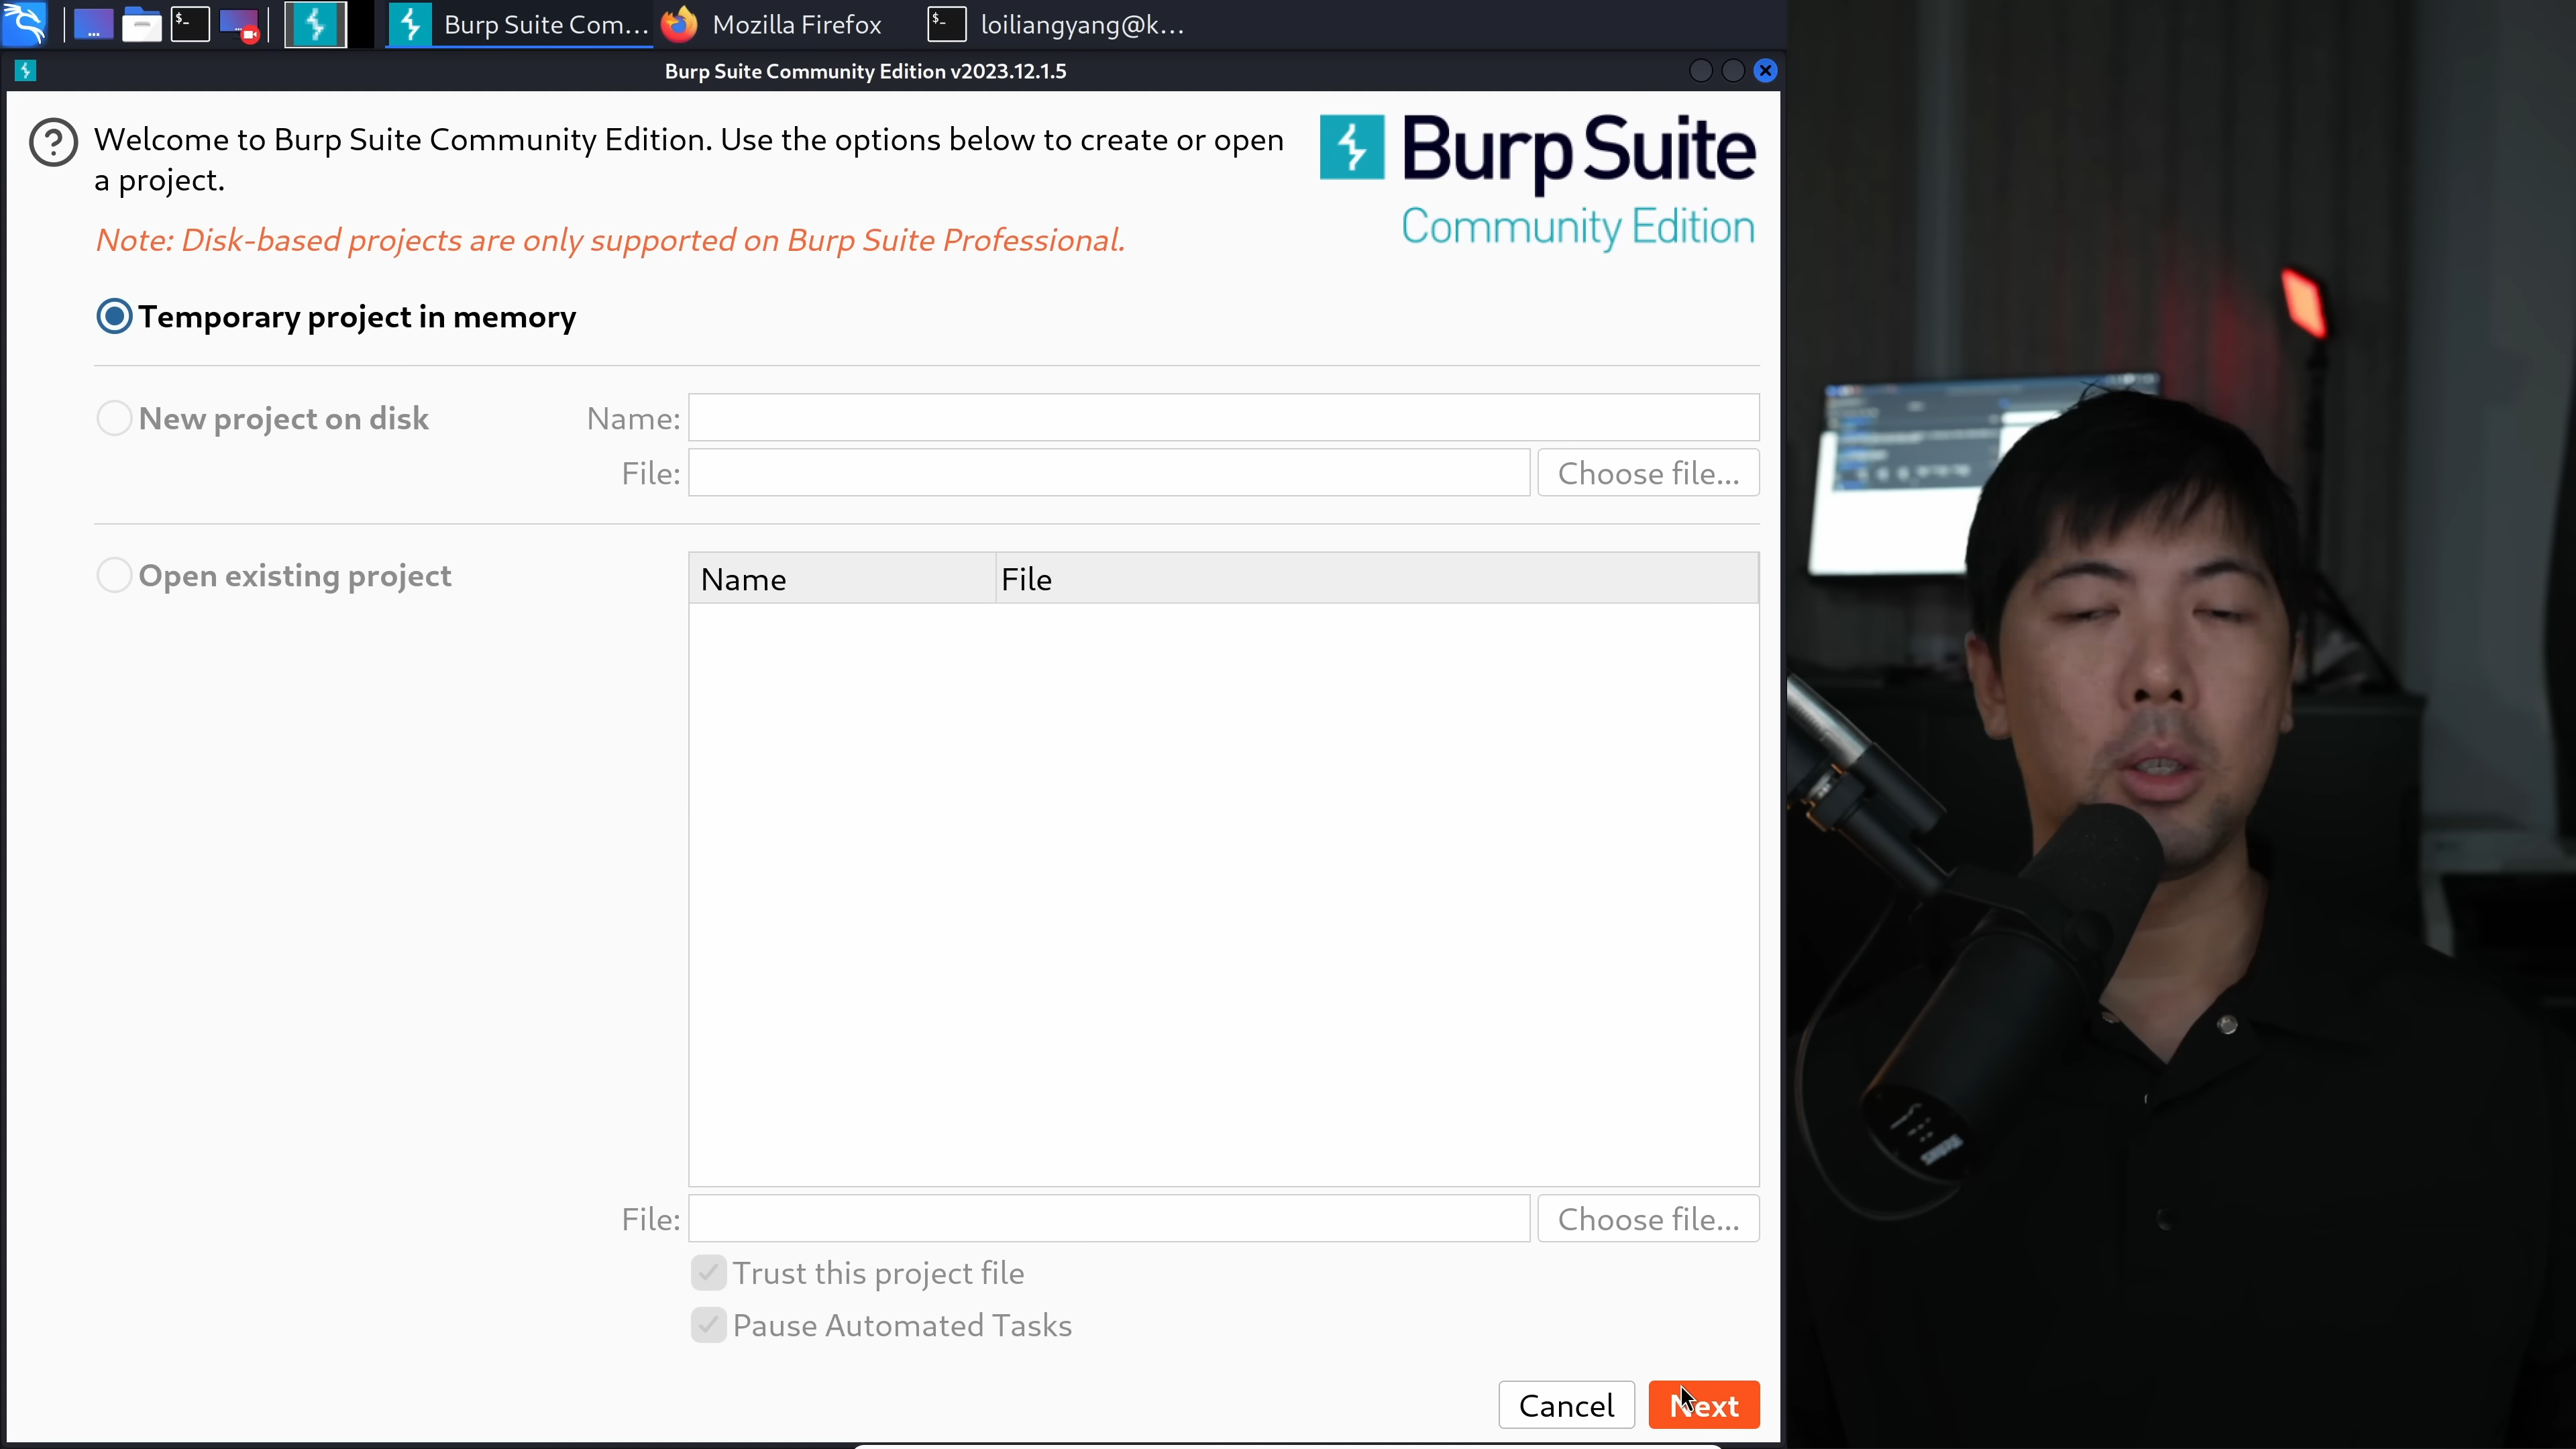 Burp Suite Com...
Mozilla Firefox
loiliangyang@k...
Burp Suite Community Edition v2023.12.1.5
Welcome to Burp Suite Community Edition. Use the options below to create or open
a project.
Note: Disk-based projects are only supported on Burp Suite Professional.
Burp Suite
Community Edition
Temporary project in memory
New project on disk
Name:
File:
Choose file...
Open existing project
Name
File
File:
Choose file...
Trust this project file
Pause Automated Tasks
Cancel
Next